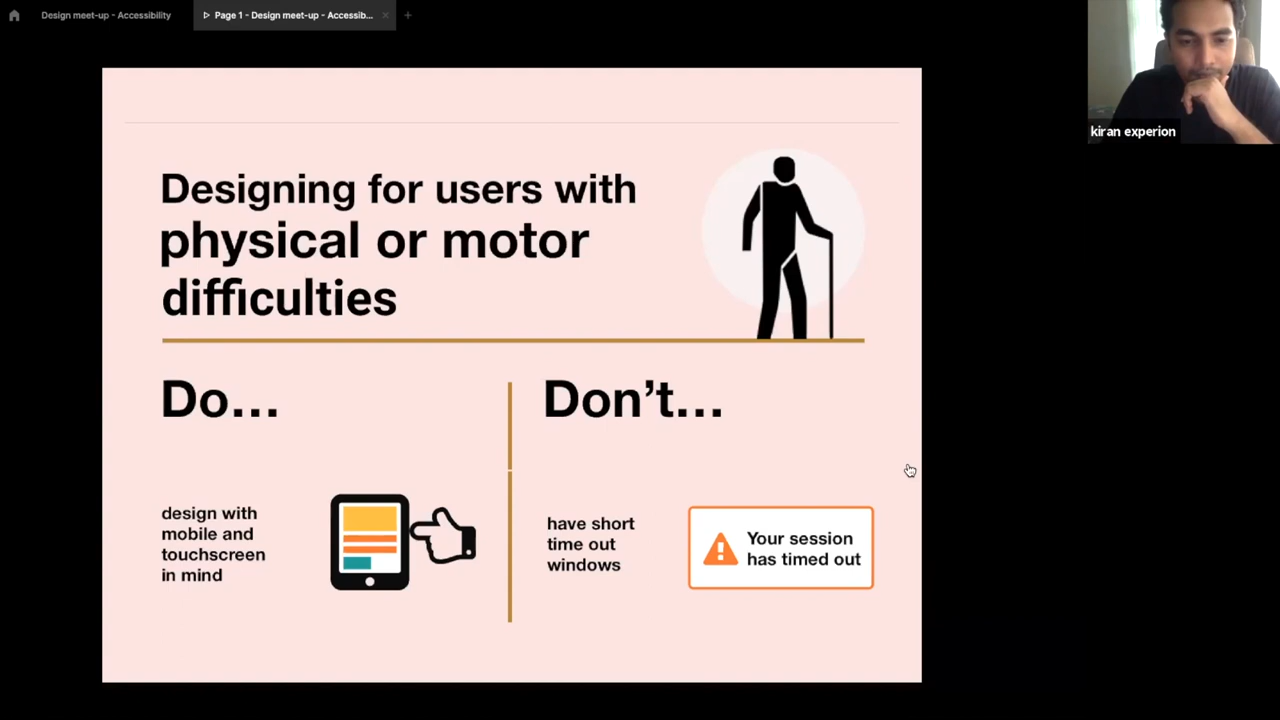 Design meet-up - Accessibility
Page 1 - Design meet-up - Accessib...
kiran experion
Designing for users with
physical or motor
difficulties
Do...
Don't...
design with
mobile and
touchscreen
in mind
have short
time out
windows
Your session
has timed out